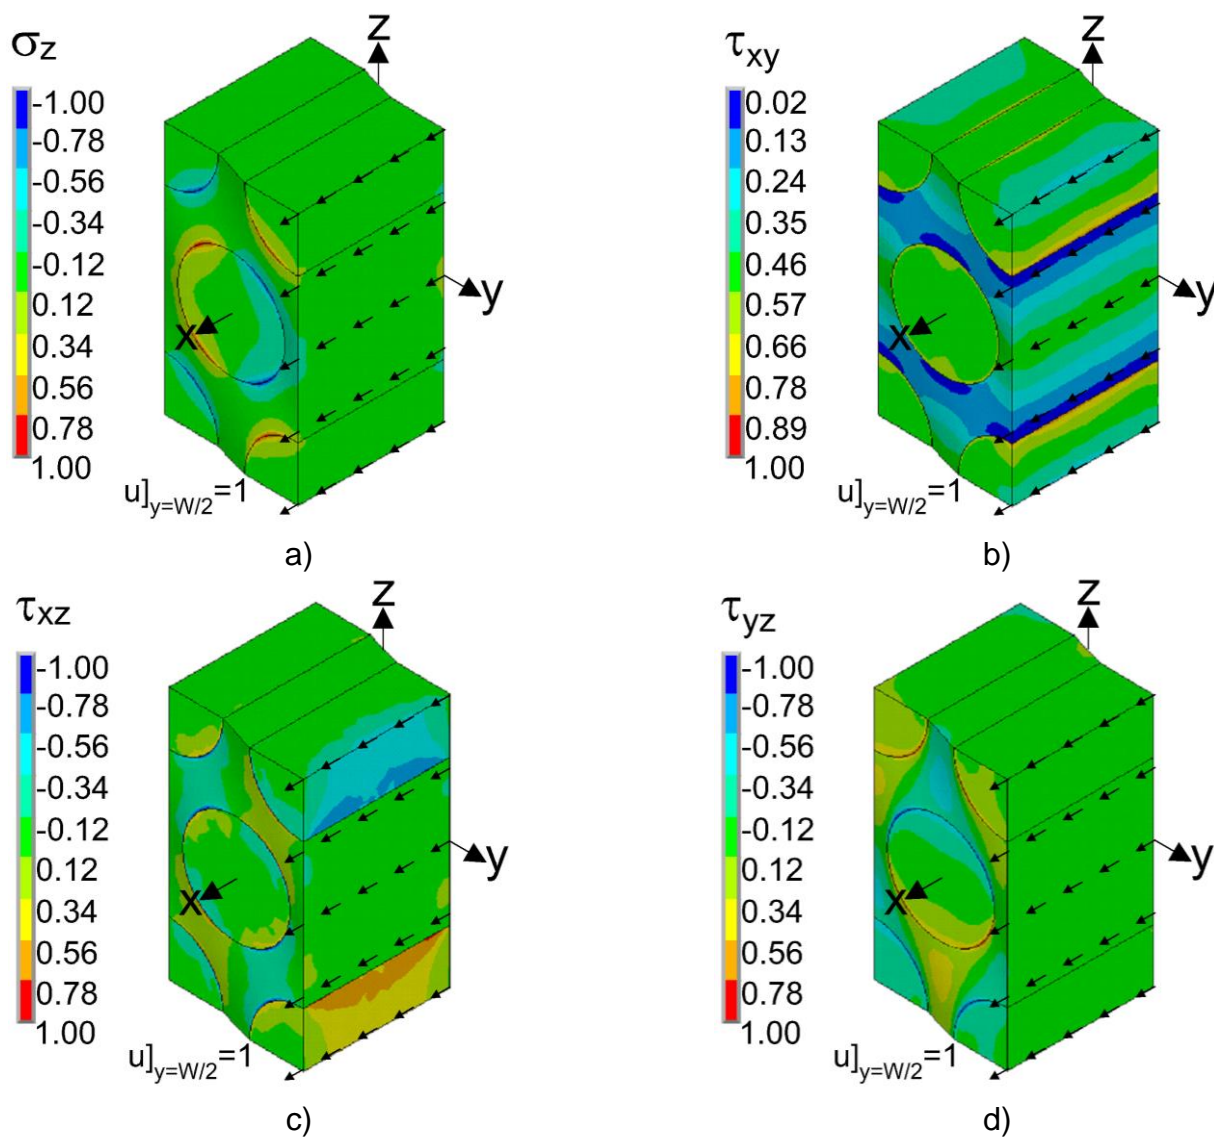 σz
z
-1.00
-0.78
-0.56
-0.34
-0.12
0.12
0.34
0.56
0.78
1.00
x
y
u]y=W/2=1
a)
τxy
z
0.02
0.13
0.24
0.35
0.46
0.57
0.66
0.78
0.89
1.00
x
y
u]y=W/2=1
b)
τxz
z
-1.00
-0.78
-0.56
-0.34
-0.12
0.12
0.34
0.56
0.78
1.00
x
y
u]y=W/2=1
c)
τyz
z
-1.00
-0.78
-0.56
-0.34
-0.12
0.12
0.34
0.56
0.78
1.00
x
y
u]y=W/2=1
d)